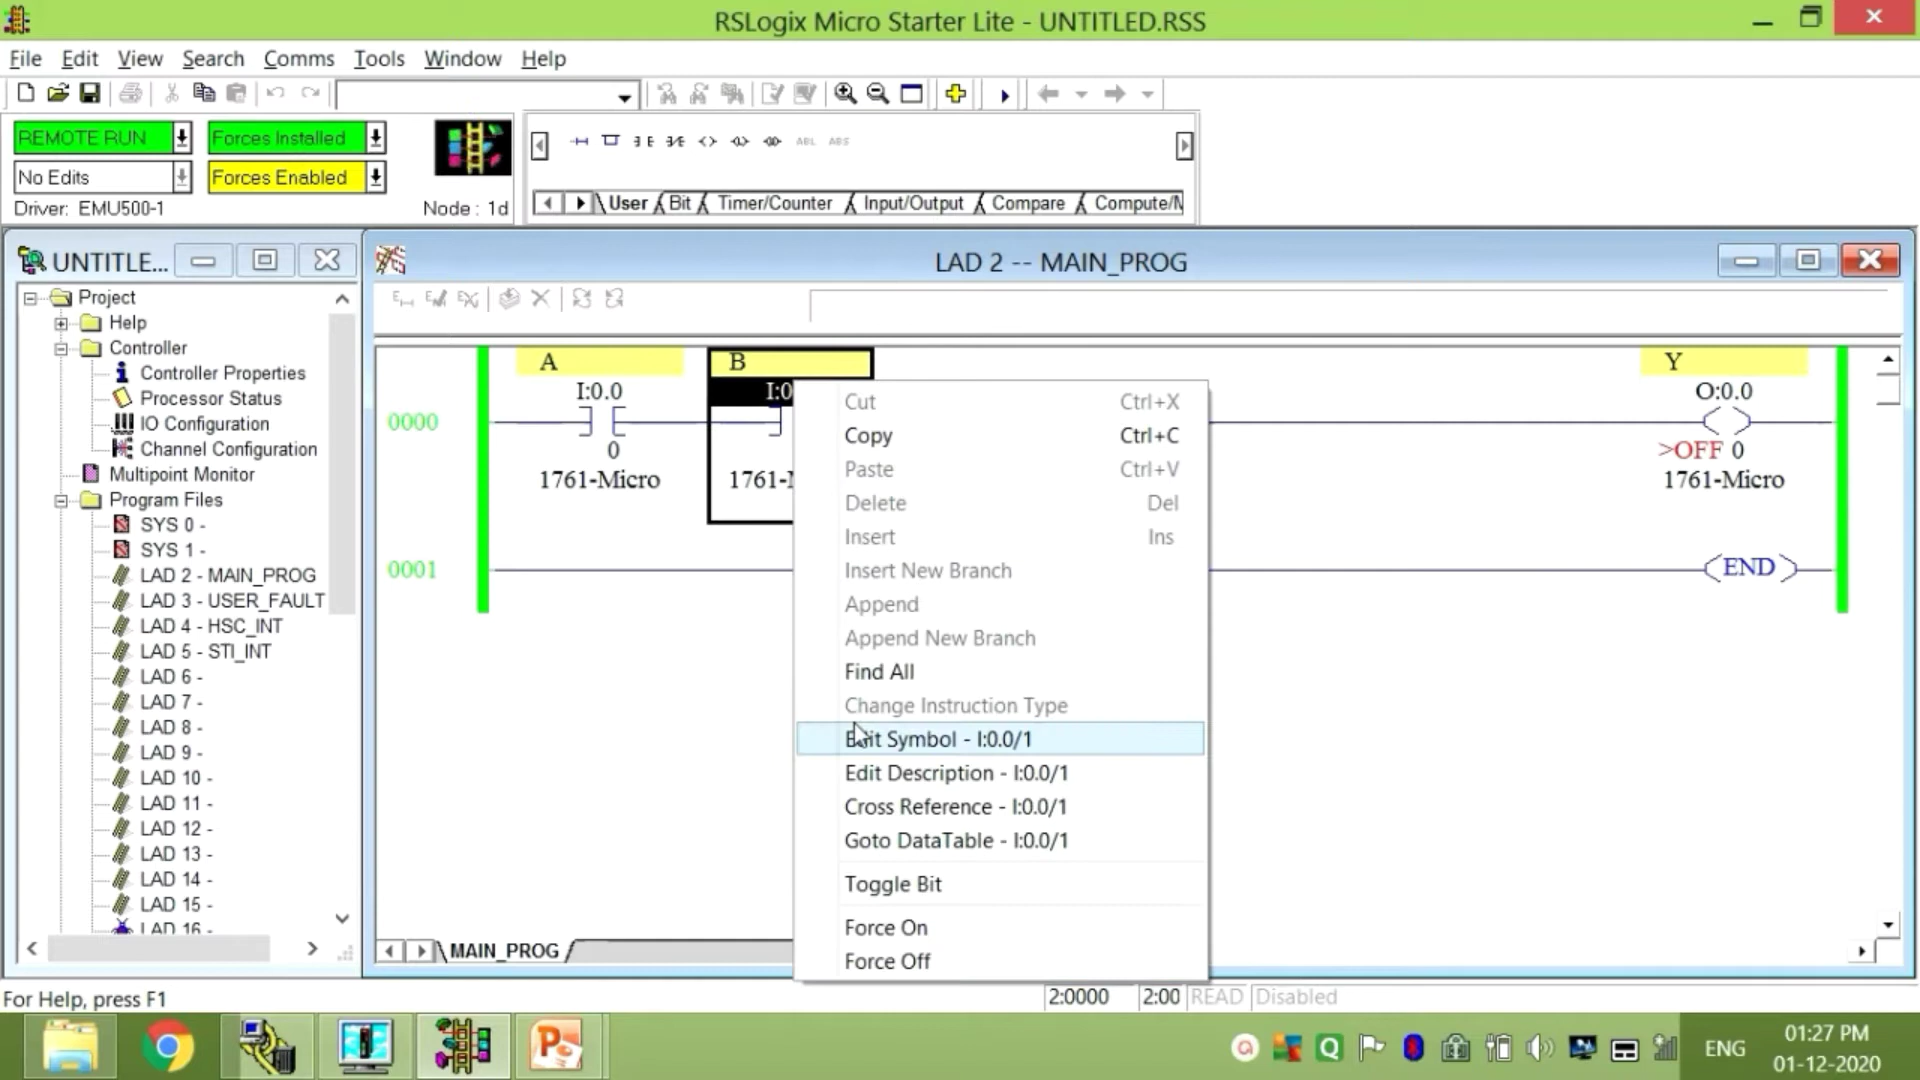 RSLogix Micro Starter Lite - UNTITLED.RSS
File Edit View Search Comms Tools Window Help
REMOTE RUN Forces Installed
No Edits Forces Enabled
Driver: EMU500-1 Node : 1d
ABL ABS
User Bit Timer/Counter Input/Output Compare Compute/M
UNTITLE...
LAD 2 -- MAIN_PROG
Project
Help
Controller
Controller Properties
Processor Status
IO Configuration
Channel Configuration
Multipoint Monitor
Program Files
SYS 0 -
SYS 1 -
LAD 2 - MAIN_PROG
LAD 3 - USER_FAULT
LAD 4 - HSC_INT
LAD 5 - STI_INT
LAD 6 -
LAD 7 -
LAD 8 -
LAD 9 -
LAD 10 -
LAD 11 -
LAD 12 -
LAD 13 -
LAD 14 -
LAD 15 -
LAD 16 -
A B Y
I:0.0 I:0 O:0.0
0000
0 >OFF 0
1761-Micro 1761- 1761-Micro
0001 END
Cut Ctrl+X
Copy Ctrl+C
Paste Ctrl+V
Delete Del
Insert Ins
Insert New Branch
Append
Append New Branch
Find All
Change Instruction Type
Edit Symbol - I:0.0/1
Edit Description - I:0.0/1
Cross Reference - I:0.0/1
Goto DataTable - I:0.0/1
Toggle Bit
Force On
Force Off
MAIN_PROG
For Help, press F1 2:0000 2:00 READ Disabled
ENG 01:27 PM
01-12-2020